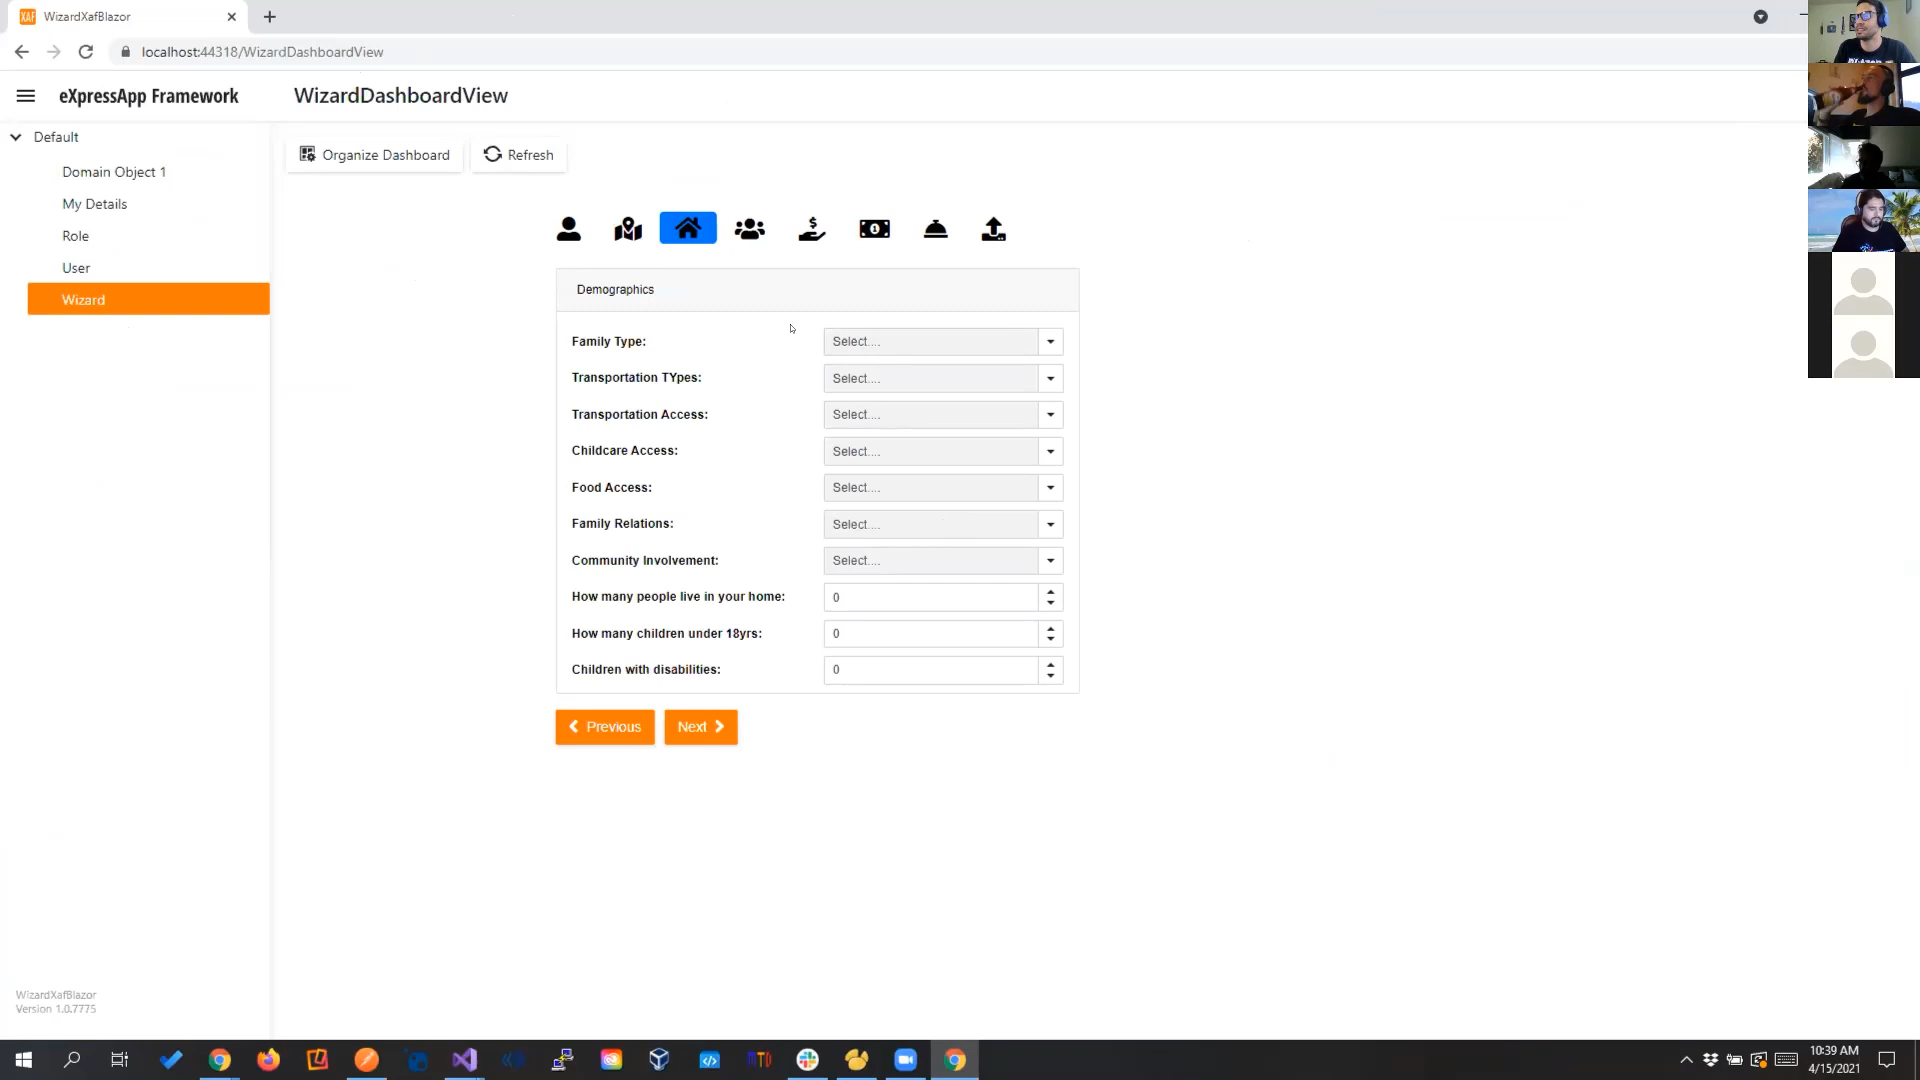 WizardXafBlazor
localhost:44318/WizardDashboardView
eXpressApp Framework
WizardDashboardView
Default
Domain Object 1
My Details
Role
User
Wizard
Organize Dashboard
Refresh
Demographics
Family Type:
Select....
Transportation TYpes:
Select....
Transportation Access:
Select....
Childcare Access:
Select....
Food Access:
Select....
Family Relations:
Select....
Community Involvement:
Select....
How many people live in your home:
0
How many children under 18yrs:
0
Children with disabilities:
0
Previous
Next
WizardXafBlazor
Version 1.0.7775
10:39 AM
4/15/2021